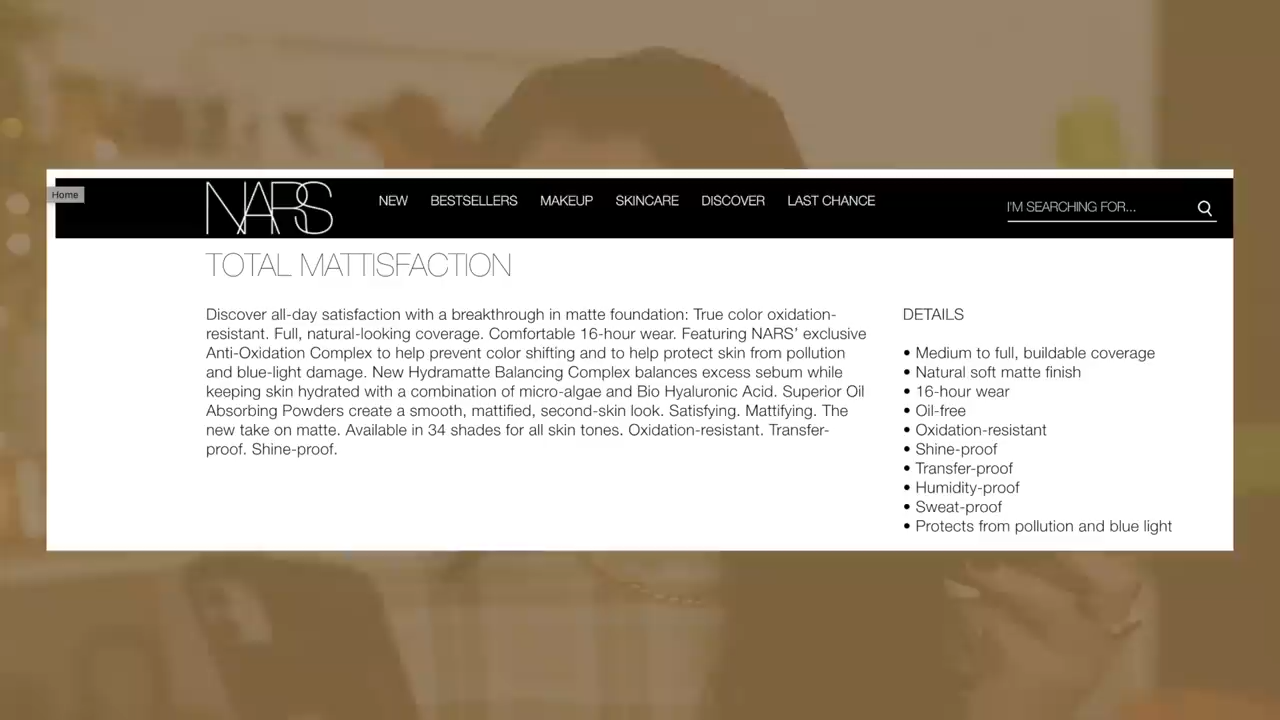 Home
NARS
NEW BESTSELLERS MAKEUP SKINCARE DISCOVER LAST CHANCE
I'M SEARCHING FOR...
TOTAL MATTISFACTION
Discover all-day satisfaction with a breakthrough in matte foundation: True color oxidation-
resistant. Full, natural-looking coverage. Comfortable 16-hour wear. Featuring NARS' exclusive
Anti-Oxidation Complex to help prevent color shifting and to help protect skin from pollution
and blue-light damage. New Hydramatte Balancing Complex balances excess sebum while
keeping skin hydrated with a combination of micro-algae and Bio Hyaluronic Acid. Superior Oil
Absorbing Powders create a smooth, mattified, second-skin look. Satisfying. Mattifying. The
new take on matte. Available in 34 shades for all skin tones. Oxidation-resistant. Transfer-
proof. Shine-proof.
DETAILS
• Medium to full, buildable coverage
• Natural soft matte finish
• 16-hour wear
• Oil-free
• Oxidation-resistant
• Shine-proof
• Transfer-proof
• Humidity-proof
• Sweat-proof
• Protects from pollution and blue light